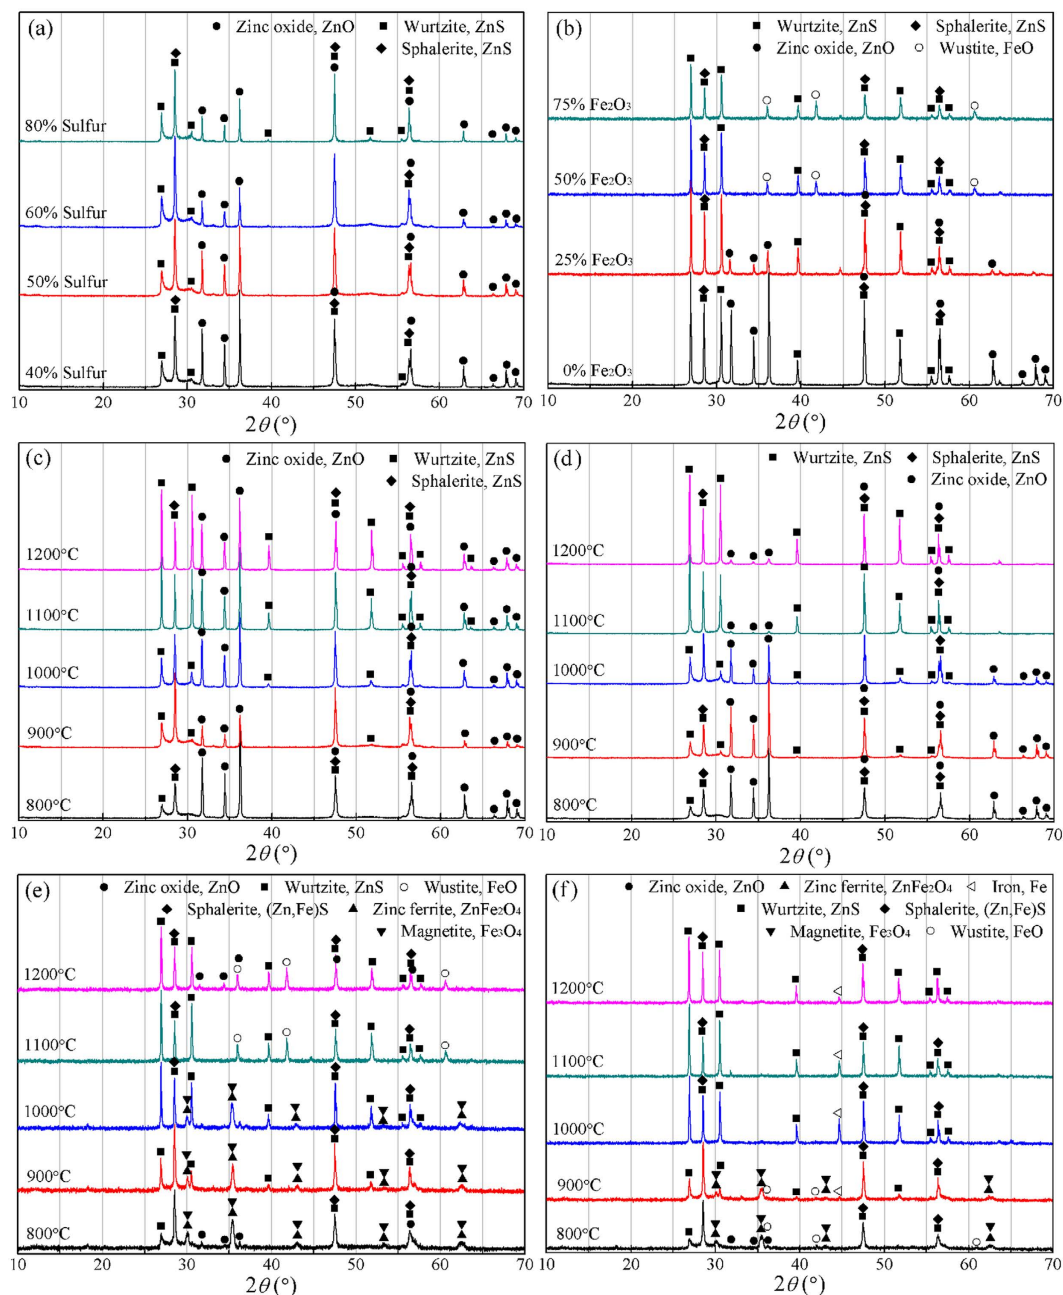 (a)
Zinc oxide, ZnO
Wurtzite, ZnS
Sphalerite, ZnS
80% Sulfur
60% Sulfur
50% Sulfur
40% Sulfur
10 20 30 40 50 60 70
2θ (°)
(b)
Wurtzite, ZnS
Sphalerite, ZnS
Zinc oxide, ZnO
Wustite, FeO
75% Fe₂O₃
50% Fe₂O₃
25% Fe₂O₃
0% Fe₂O₃
10 20 30 40 50 60 70
2θ (°)
(c)
Zinc oxide, ZnO
Wurtzite, ZnS
Sphalerite, ZnS
1200°C
1100°C
1000°C
900°C
800°C
10 20 30 40 50 60 70
2θ (°)
(d)
Wurtzite, ZnS
Sphalerite, ZnS
Zinc oxide, ZnO
1200°C
1100°C
1000°C
900°C
800°C
10 20 30 40 50 60 70
2θ (°)
(e)
Zinc oxide, ZnO
Wurtzite, ZnS
Wustite, FeO
Sphalerite, (Zn,Fe)S
Zinc ferrite, ZnFe₂O₄
Magnetite, Fe₃O₄
1200°C
1100°C
1000°C
900°C
800°C
10 20 30 40 50 60 70
2θ (°)
(f)
Zinc oxide, ZnO
Zinc ferrite, ZnFe₂O₄
Iron, Fe
Wurtzite, ZnS
Sphalerite, (Zn,Fe)S
Magnetite, Fe₃O₄
Wustite, FeO
1200°C
1100°C
1000°C
900°C
800°C
10 20 30 40 50 60 70
2θ (°)